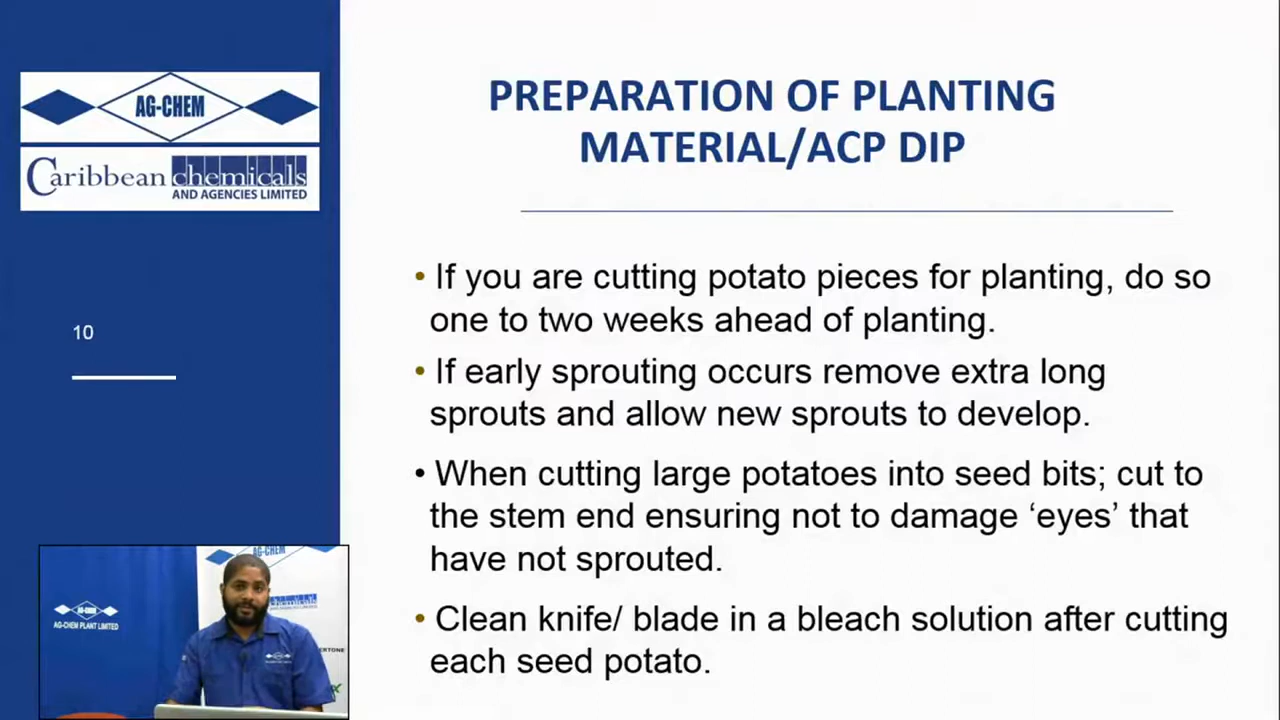 AG-CHEM
Caribbean chemicals
AND AGENCIES LIMITED
10
PREPARATION OF PLANTING
MATERIAL/ACP DIP
• If you are cutting potato pieces for planting, do so
one to two weeks ahead of planting.
• If early sprouting occurs remove extra long
sprouts and allow new sprouts to develop.
• When cutting large potatoes into seed bits; cut to
the stem end ensuring not to damage ‘eyes’ that
have not sprouted.
• Clean knife/ blade in a bleach solution after cutting
each seed potato.
AG-CHEM
AG-CHEM PLANT LIMITED